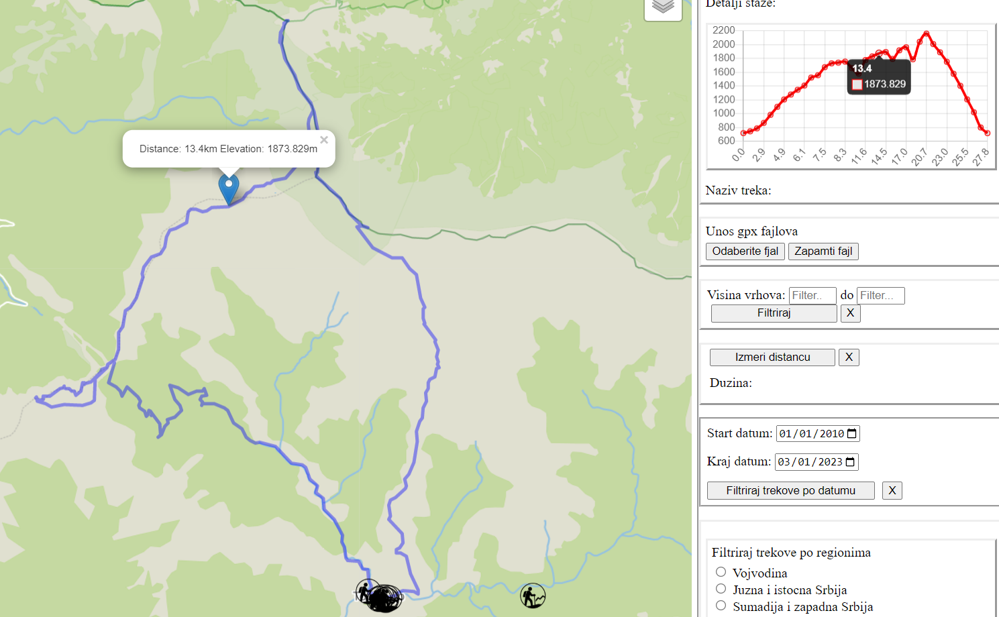 Detalji staze:
2200
2000
1800
1600
1400
1200
1000
800
600
13.4
1873.829
0.0 2.9 4.9 6.1 7.5 8.3 11.6 14.5 17.0 20.7 23.0 25.5 27.8
Distance: 13.4km Elevation: 1873.829m ×
Naziv treka:
Unos gpx fajlova
Odaberite fjal Zapamti fajl
Visina vrhova: Filter.. do Filter...
Filtriraj X
Izmeri distancu X
Duzina:
Start datum: 01/01/2010
Kraj datum: 03/01/2023
Filtriraj trekove po datumu X
Filtriraj trekove po regionima
Vojvodina
Juzna i istocna Srbija
Sumadija i zapadna Srbija